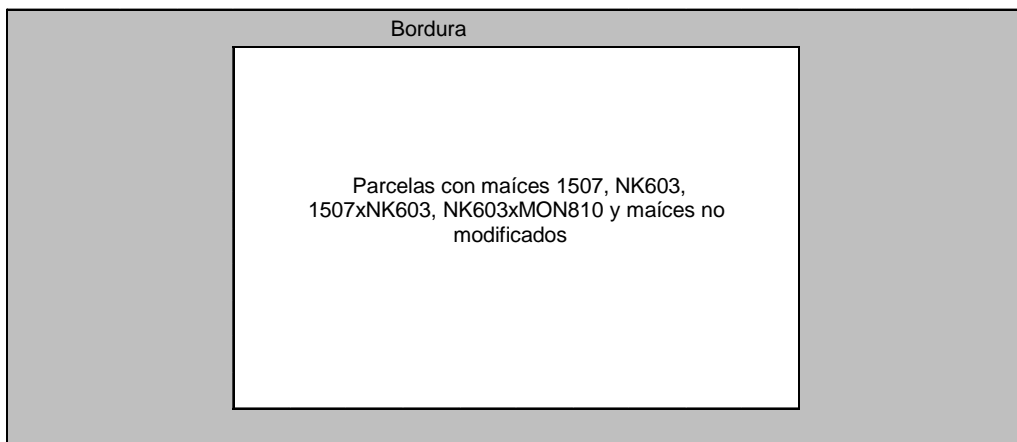 Bordura
Parcelas con maíces 1507, NK603,
1507xNK603, NK603xMON810 y maíces no
modificados